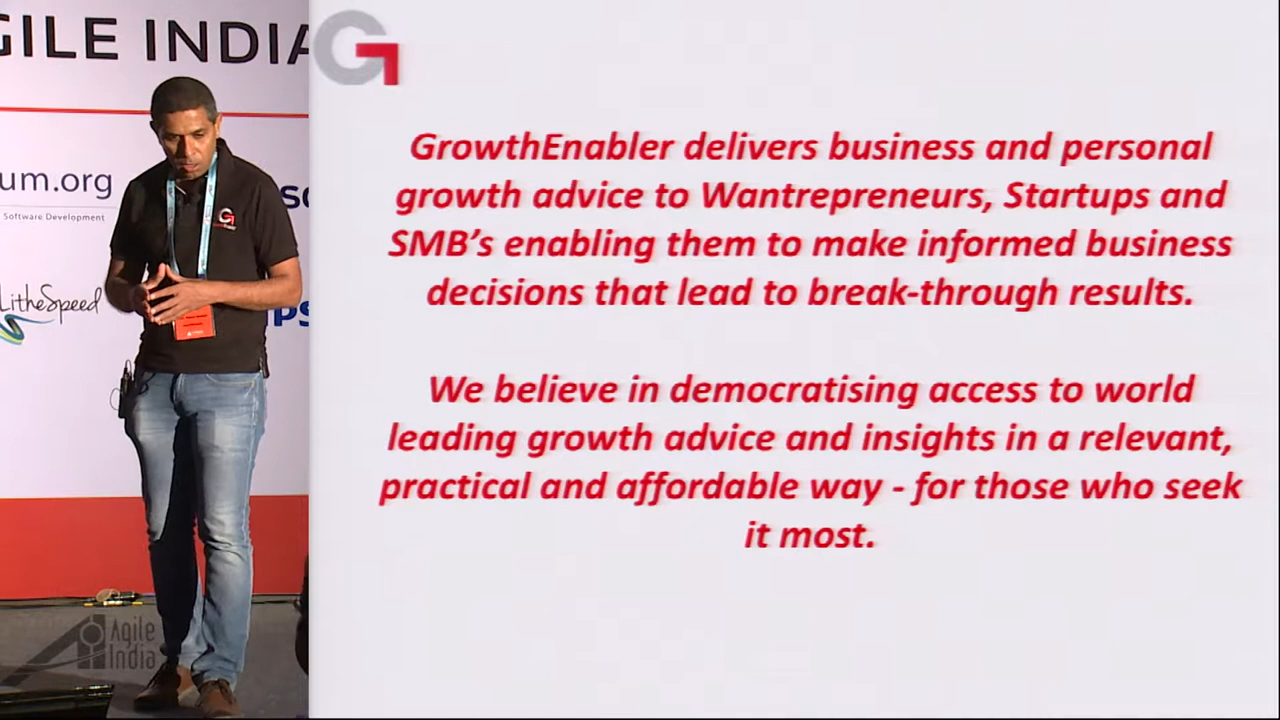 GILE INDIA
um.org
Software Development
LitheSpeed
GrowthEnabler delivers business and personal
growth advice to Wantrepreneurs, Startups and
SMB’s enabling them to make informed business
decisions that lead to break-through results.
We believe in democratising access to world
leading growth advice and insights in a relevant,
practical and affordable way - for those who seek
it most.
Agile
India